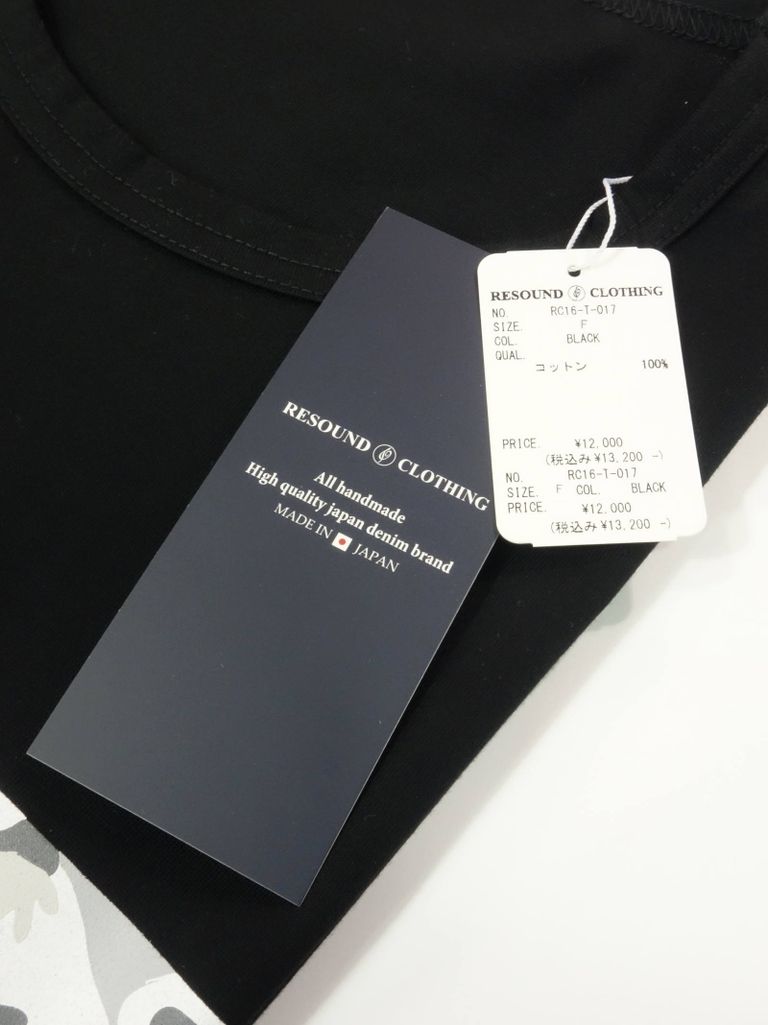 RESOUND CLOTHING
All handmade
High quality japan denim brand
MADE IN JAPAN
RESOUND CLOTHING
NO. RC16-T-017
SIZE. F
COL. BLACK
QUAL.
コットン 100%
PRICE. ¥12,000
(税込み¥13,200 -)
NO. RC16-T-017
SIZE. F COL. BLACK
PRICE. ¥12,000
(税込み¥13,200 -)